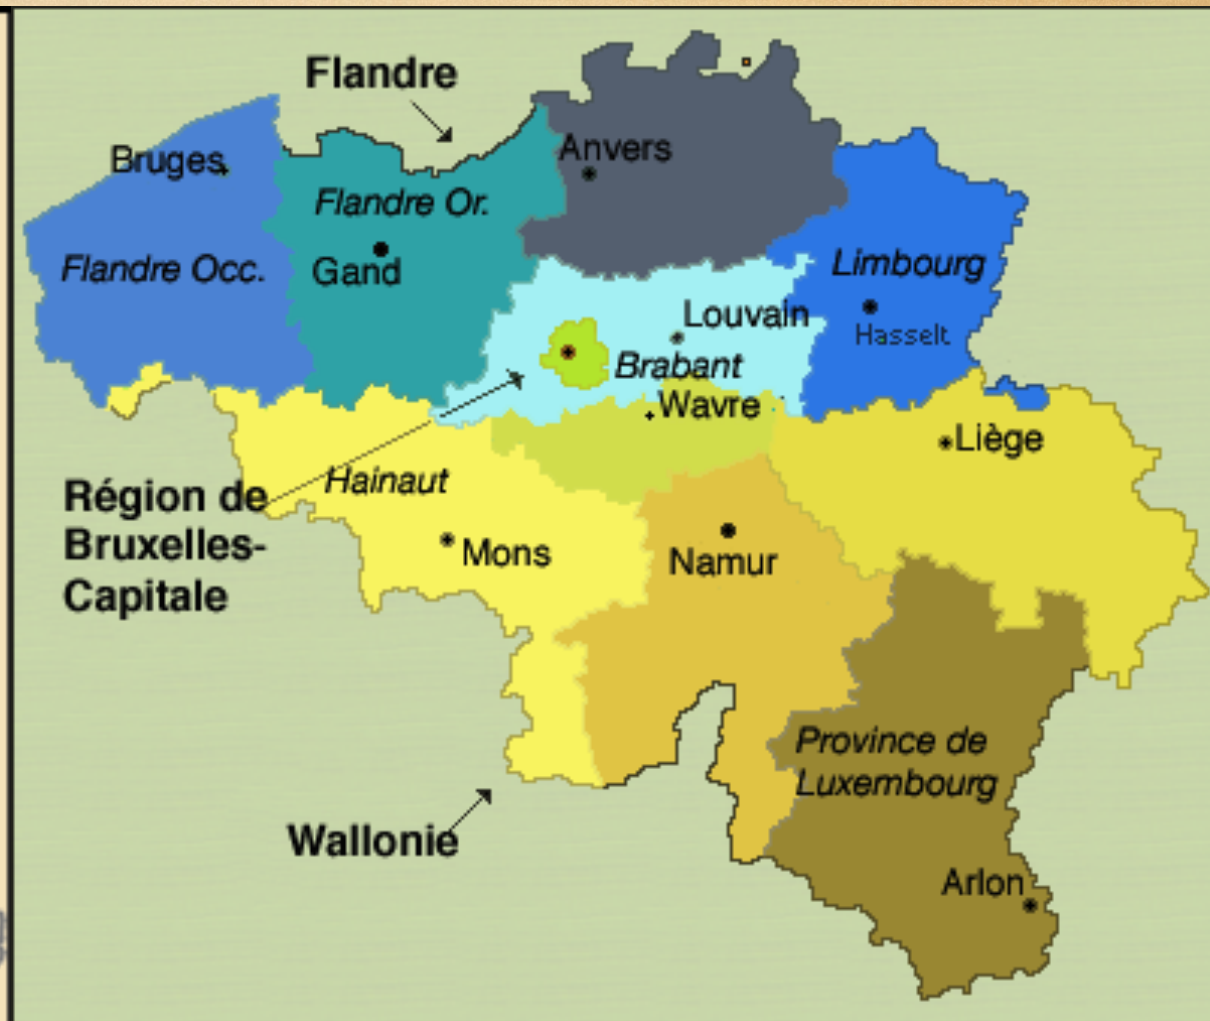 Flandre
Bruges
Anvers
Flandre Or.
Flandre Occ.
Gand
Limbourg
Louvain
Hasselt
Brabant
Wavre
Liège
Hainaut
Région de
Bruxelles-
Capitale
Mons
Namur
Province de
Luxembourg
Wallonie
Arlon